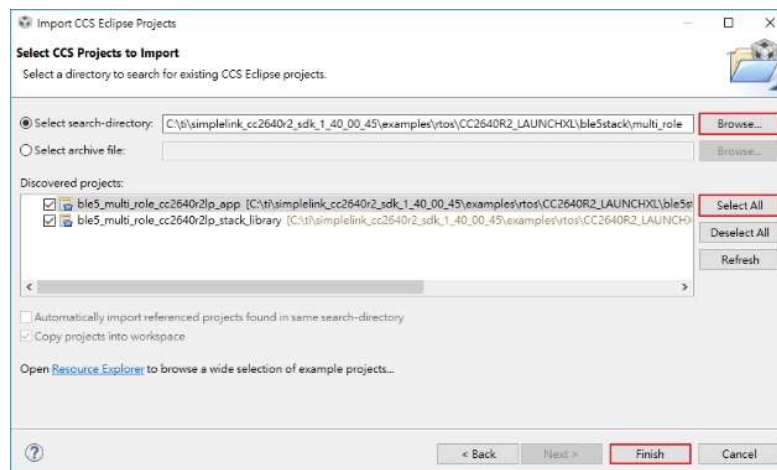 Import CCS Eclipse Projects
Select CCS Projects to Import
Select a directory to search for existing CCS Eclipse projects.
Select search-directory: C:\ti\simplelink_cc2640r2_sdk_1_40_00_45\examples\rtos\CC2640R2_LAUNCHXL\ble5stack\multi_role Browse...
Select archive file: Browse...
Discovered projects:
ble5_multi_role_cc2640r2lp_app [C:\ti\simplelink_cc2640r2_sdk_1_40_00_45\examples\rtos\CC2640R2_LAUNCHXL\ble5st Select All
ble5_multi_role_cc2640r2lp_stack_library [C:\ti\simplelink_cc2640r2_sdk_1_40_00_45\examples\rtos\CC2640R2_LAUNCHX
Deselect All
Refresh
Automatically import referenced projects found in same search-directory
Copy projects into workspace
Open Resource Explorer to browse a wide selection of example projects...
? < Back Next > Finish Cancel